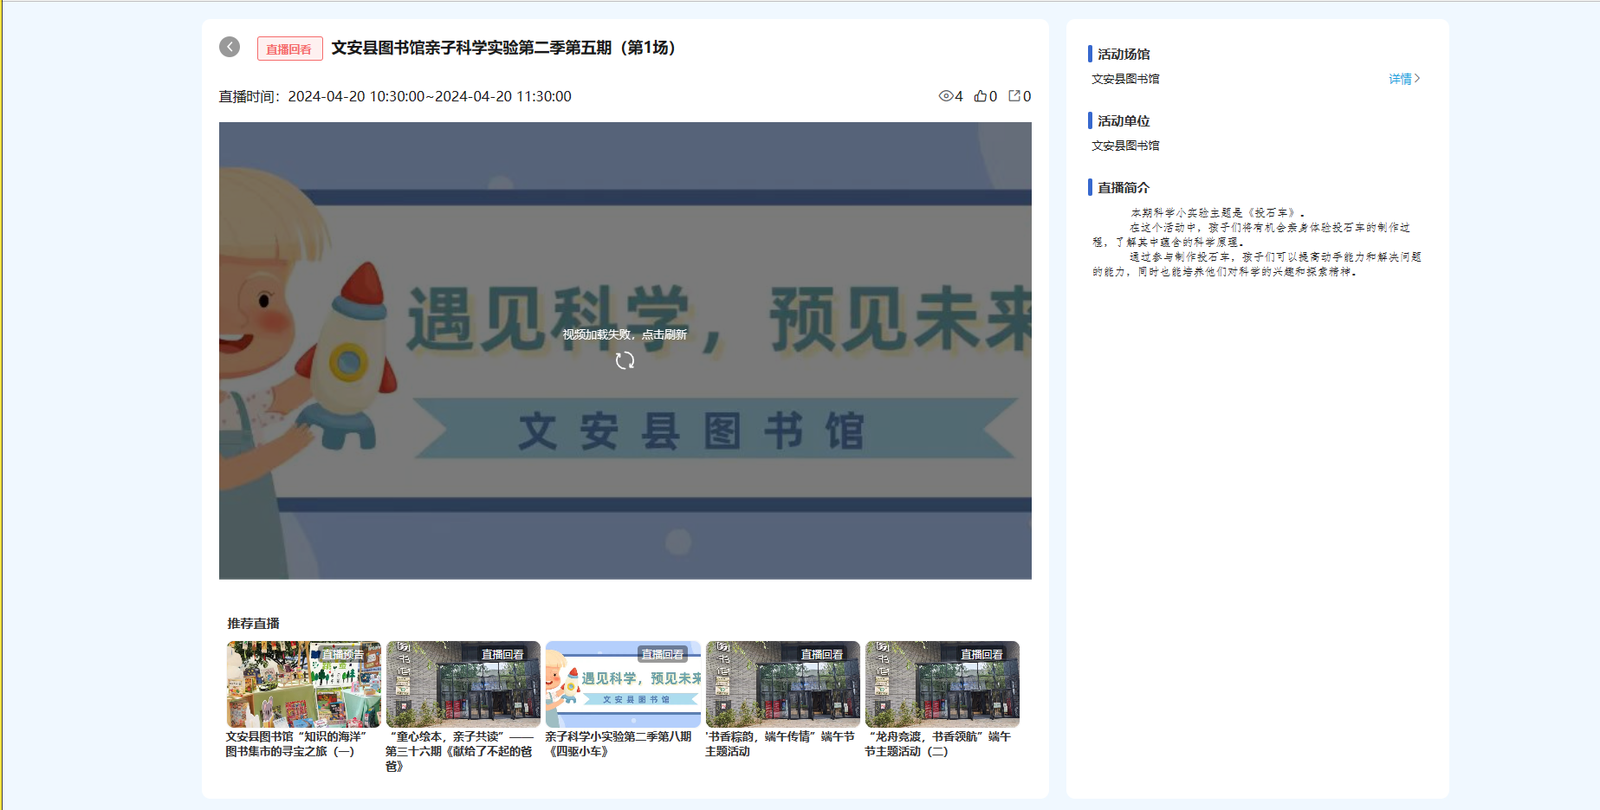 直播回看
文安县图书馆亲子科学实验第二季第五期（第1场）
直播时间：2024-04-20 10:30:00~2024-04-20 11:30:00
4
0
0
遇见科学，预见未来
视频加载失败，点击刷新
文安县图书馆
推荐直播
直播预告
文安县图书馆“知识的海洋”
图书集市的寻宝之旅（一）
直播回看
“童心绘本，亲子共读”——
第三十六期《献给了不起的爸
爸》
直播回看
遇见科学，预见未来
文安县图书馆
亲子科学小实验第二季第八期
《四驱小车》
直播回看
'书香粽韵，端午传情”端午节
主题活动
直播回看
“龙舟竞渡，书香领航”端午
节主题活动（二）
活动场馆
文安县图书馆
详情
活动单位
文安县图书馆
直播简介
本期科学小实验主题是《投石车》。
在这个活动中，孩子们将有机会亲身体验投石车的制作过
程，了解其中蕴含的科学原理。
通过参与制作投石车，孩子们可以提高动手能力和解决问题
的能力，同时也能培养他们对科学的兴趣和探索精神。